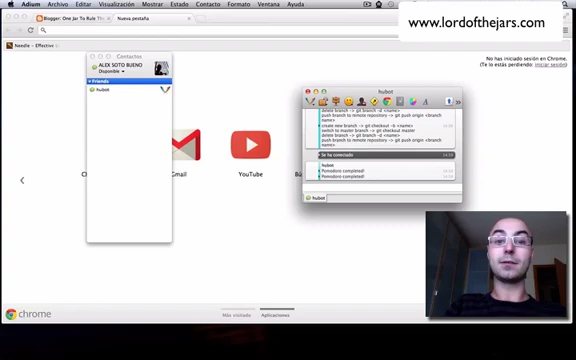 Adium Archivo Editar Visualización Mostrar Estado Contacto Formato Ventana Ayuda
www.lordofthejars.com
Blogger: One Jar To Rule Th
Nueva pestaña
Needle - Effectivo
No has iniciado sesión en Chrome.
(Te lo estás perdiendo: iniciar sesión)
Contactos
ALEX SOTO BUENO
Disponible
Friends
hubot
hubot
delete branch -> git branch -d <name>
push branch to remote repository -> git push origin <branch
name>
create new branch -> git checkout -b <name>
switch to master branch -> git checkout master
delete branch -> git branch -d <name>
push branch to remote repository -> git push origin <branch
name>
Se ha conectado
hubot
Pomodoro completed!
Pomodoro completed!
hubot
Gmail
YouTube
chrome
Más visitado
Aplicaciones